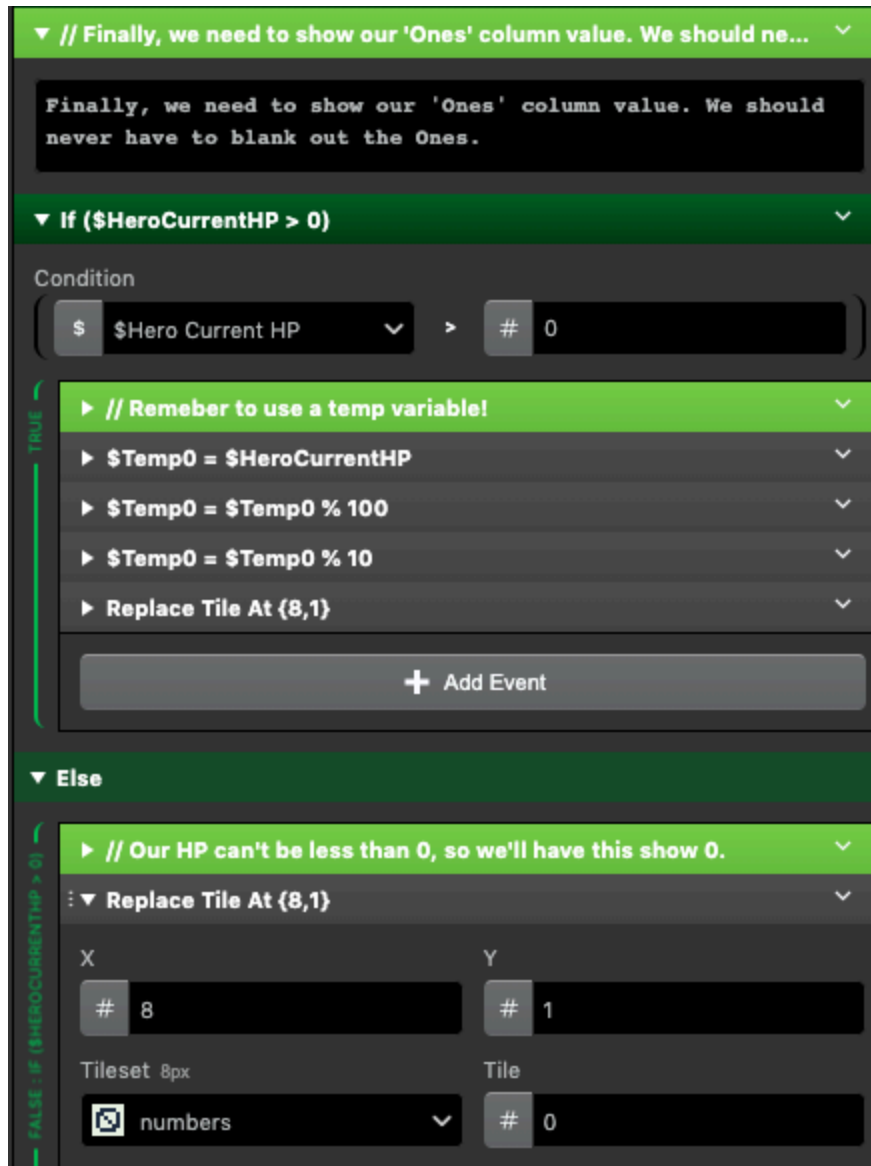 // Finally, we need to show our 'Ones' column value. We should ne...
Finally, we need to show our 'Ones' column value. We should
never have to blank out the Ones.
If ($HeroCurrentHP > 0)
Condition
$ $Hero Current HP > # 0
TRUE
// Remeber to use a temp variable!
$Temp0 = $HeroCurrentHP
$Temp0 = $Temp0 % 100
$Temp0 = $Temp0 % 10
Replace Tile At {8,1}
+ Add Event
Else
FALSE : IF ($HEROCURRENTHP > 0)
// Our HP can't be less than 0, so we'll have this show 0.
Replace Tile At {8,1}
X Y
# 8 # 1
Tileset 8px Tile
numbers # 0